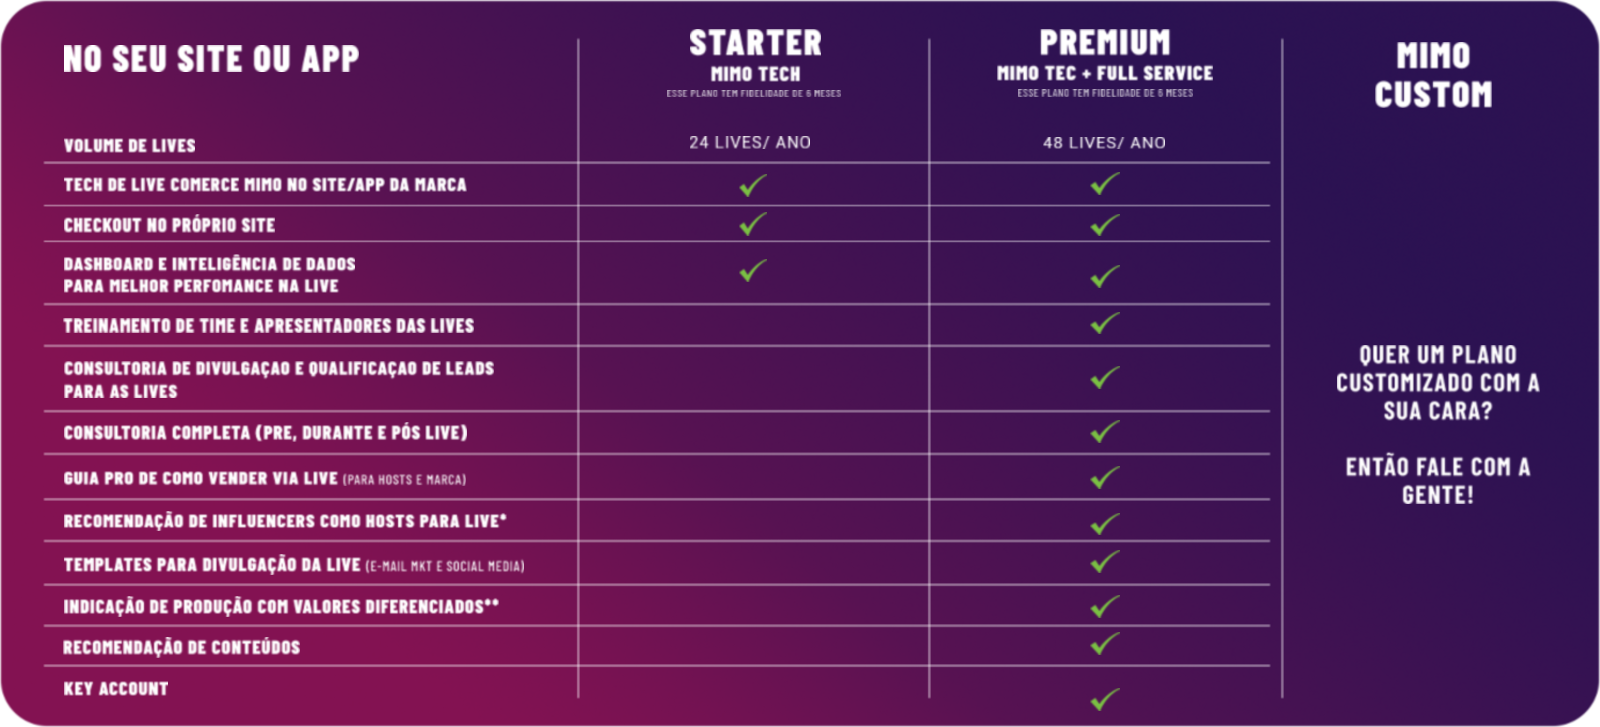 NO SEU SITE OU APP
STARTER
MIMO TECH
ESSE PLANO TEM FIDELIDADE DE 6 MESES
PREMIUM
MIMO TEC + FULL SERVICE
ESSE PLANO TEM FIDELIDADE DE 6 MESES
MIMO
CUSTOM
VOLUME DE LIVES
24 LIVES/ ANO
48 LIVES/ ANO
TECH DE LIVE COMERCE MIMO NO SITE/APP DA MARCA
CHECKOUT NO PRÓPRIO SITE
DASHBOARD E INTELIGÊNCIA DE DADOS
PARA MELHOR PERFOMANCE NA LIVE
TREINAMENTO DE TIME E APRESENTADORES DAS LIVES
CONSULTORIA DE DIVULGAÇAO E QUALIFICAÇAO DE LEADS
PARA AS LIVES
CONSULTORIA COMPLETA (PRE, DURANTE E PÓS LIVE)
GUIA PRO DE COMO VENDER VIA LIVE (PARA HOSTS E MARCA)
RECOMENDAÇÃO DE INFLUENCERS COMO HOSTS PARA LIVE*
TEMPLATES PARA DIVULGAÇÃO DA LIVE (E-MAIL MKT E SOCIAL MEDIA)
INDICAÇÃO DE PRODUÇÃO COM VALORES DIFERENCIADOS**
RECOMENDAÇÃO DE CONTEÚDOS
KEY ACCOUNT
QUER UM PLANO
CUSTOMIZADO COM A
SUA CARA?
ENTÃO FALE COM A
GENTE!